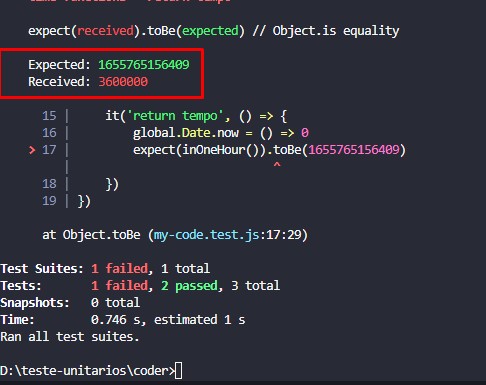 expect(received).toBe(expected) // Object.is equality
Expected: 1655765156409
Received: 3600000
15 | it('return tempo', () => {
16 | global.Date.now = () => 0
> 17 | expect(inOneHour()).toBe(1655765156409)
| ^
18 | })
19 | })
at Object.toBe (my-code.test.js:17:29)
Test Suites: 1 failed, 1 total
Tests: 1 failed, 2 passed, 3 total
Snapshots: 0 total
Time: 0.746 s, estimated 1 s
Ran all test suites.
D:\teste-unitarios\coder>